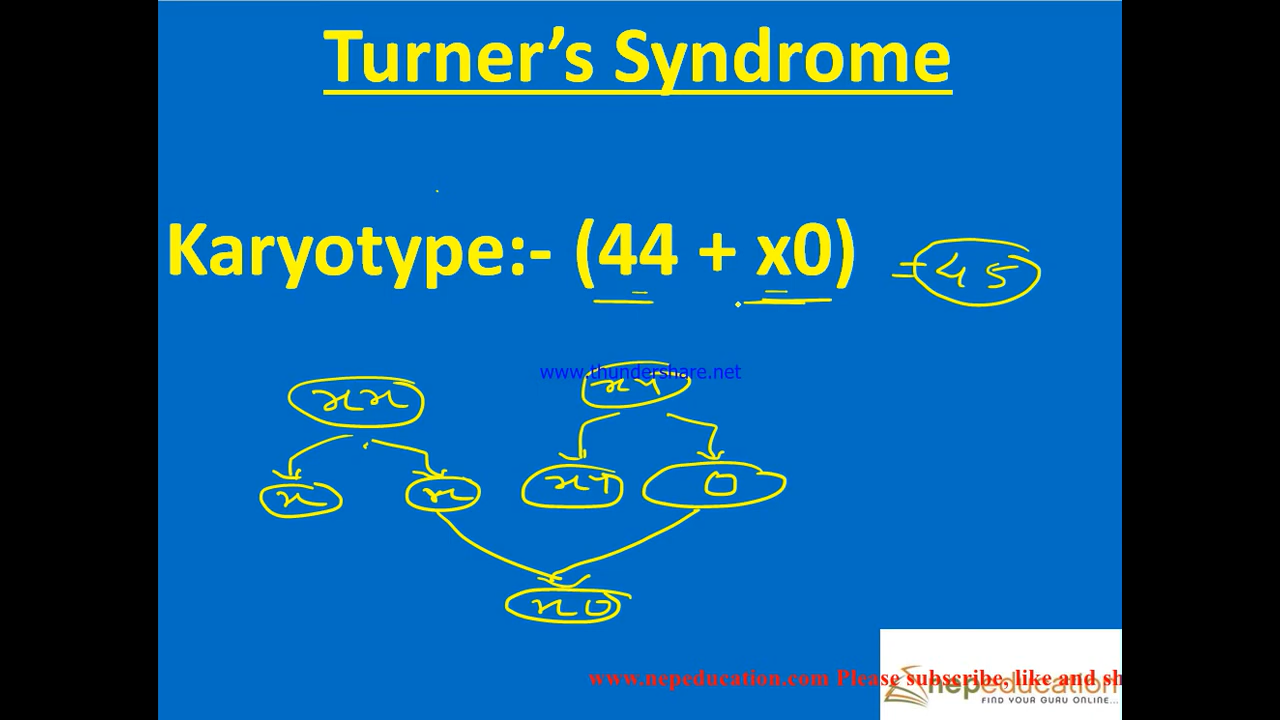 Turner's Syndrome
Karyotype:- (44 + x0)
= 45
www.thundershare.net
xx
xy
x
x
xy
0
x0
www.nepeducation.com Please subscribe, like and sh
nepeducation
FIND YOUR GURU ONLINE...